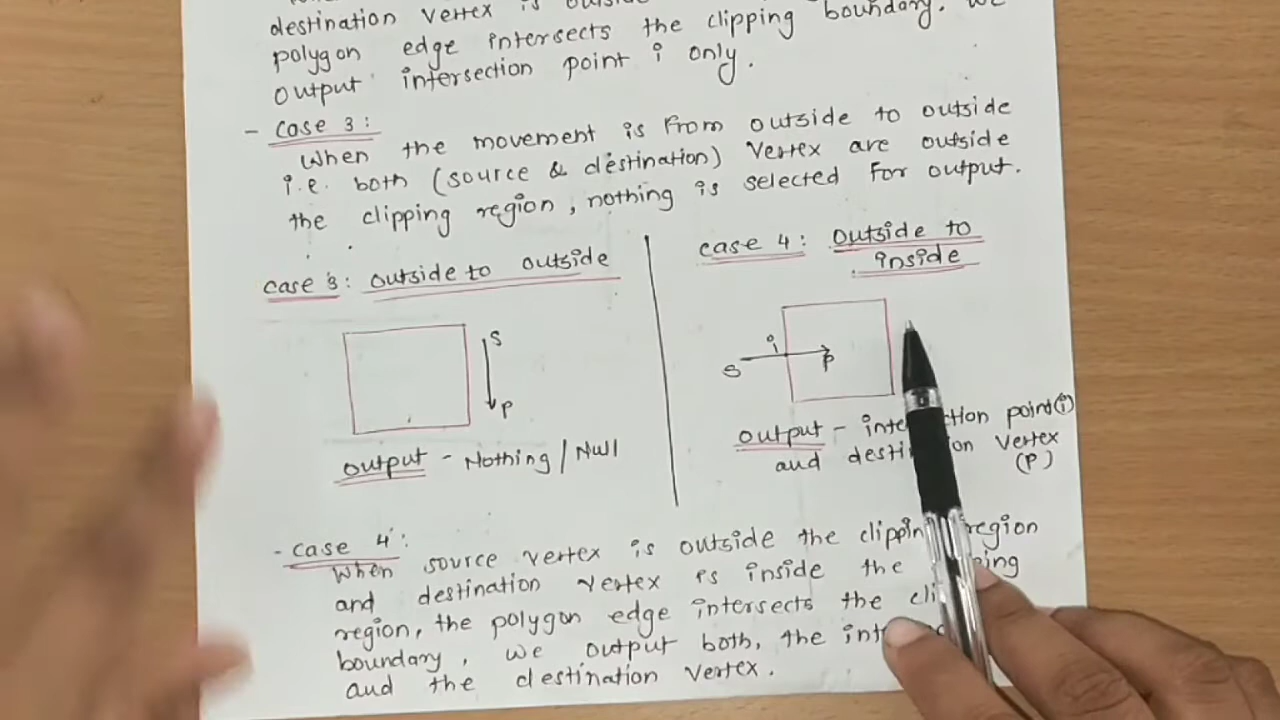 destination vertex is outside
polygon edge intersects the clipping boundary. we
output intersection point i only.
- Case 3:
When the movement is From outside to outside
i.e. both (source & destination) Vertex are outside
the clipping region, nothing is selected For output.
case 3: outside to outside
S
P
output - Nothing / Null
case 4: outside to
inside
i
S
P
output - point(i)
and vertex
(P)
- case 4:
When source vertex is outside the region
and destination vertex is inside the
region, the polygon edge intersects the
boundary, we output both, the
and the destination vertex.